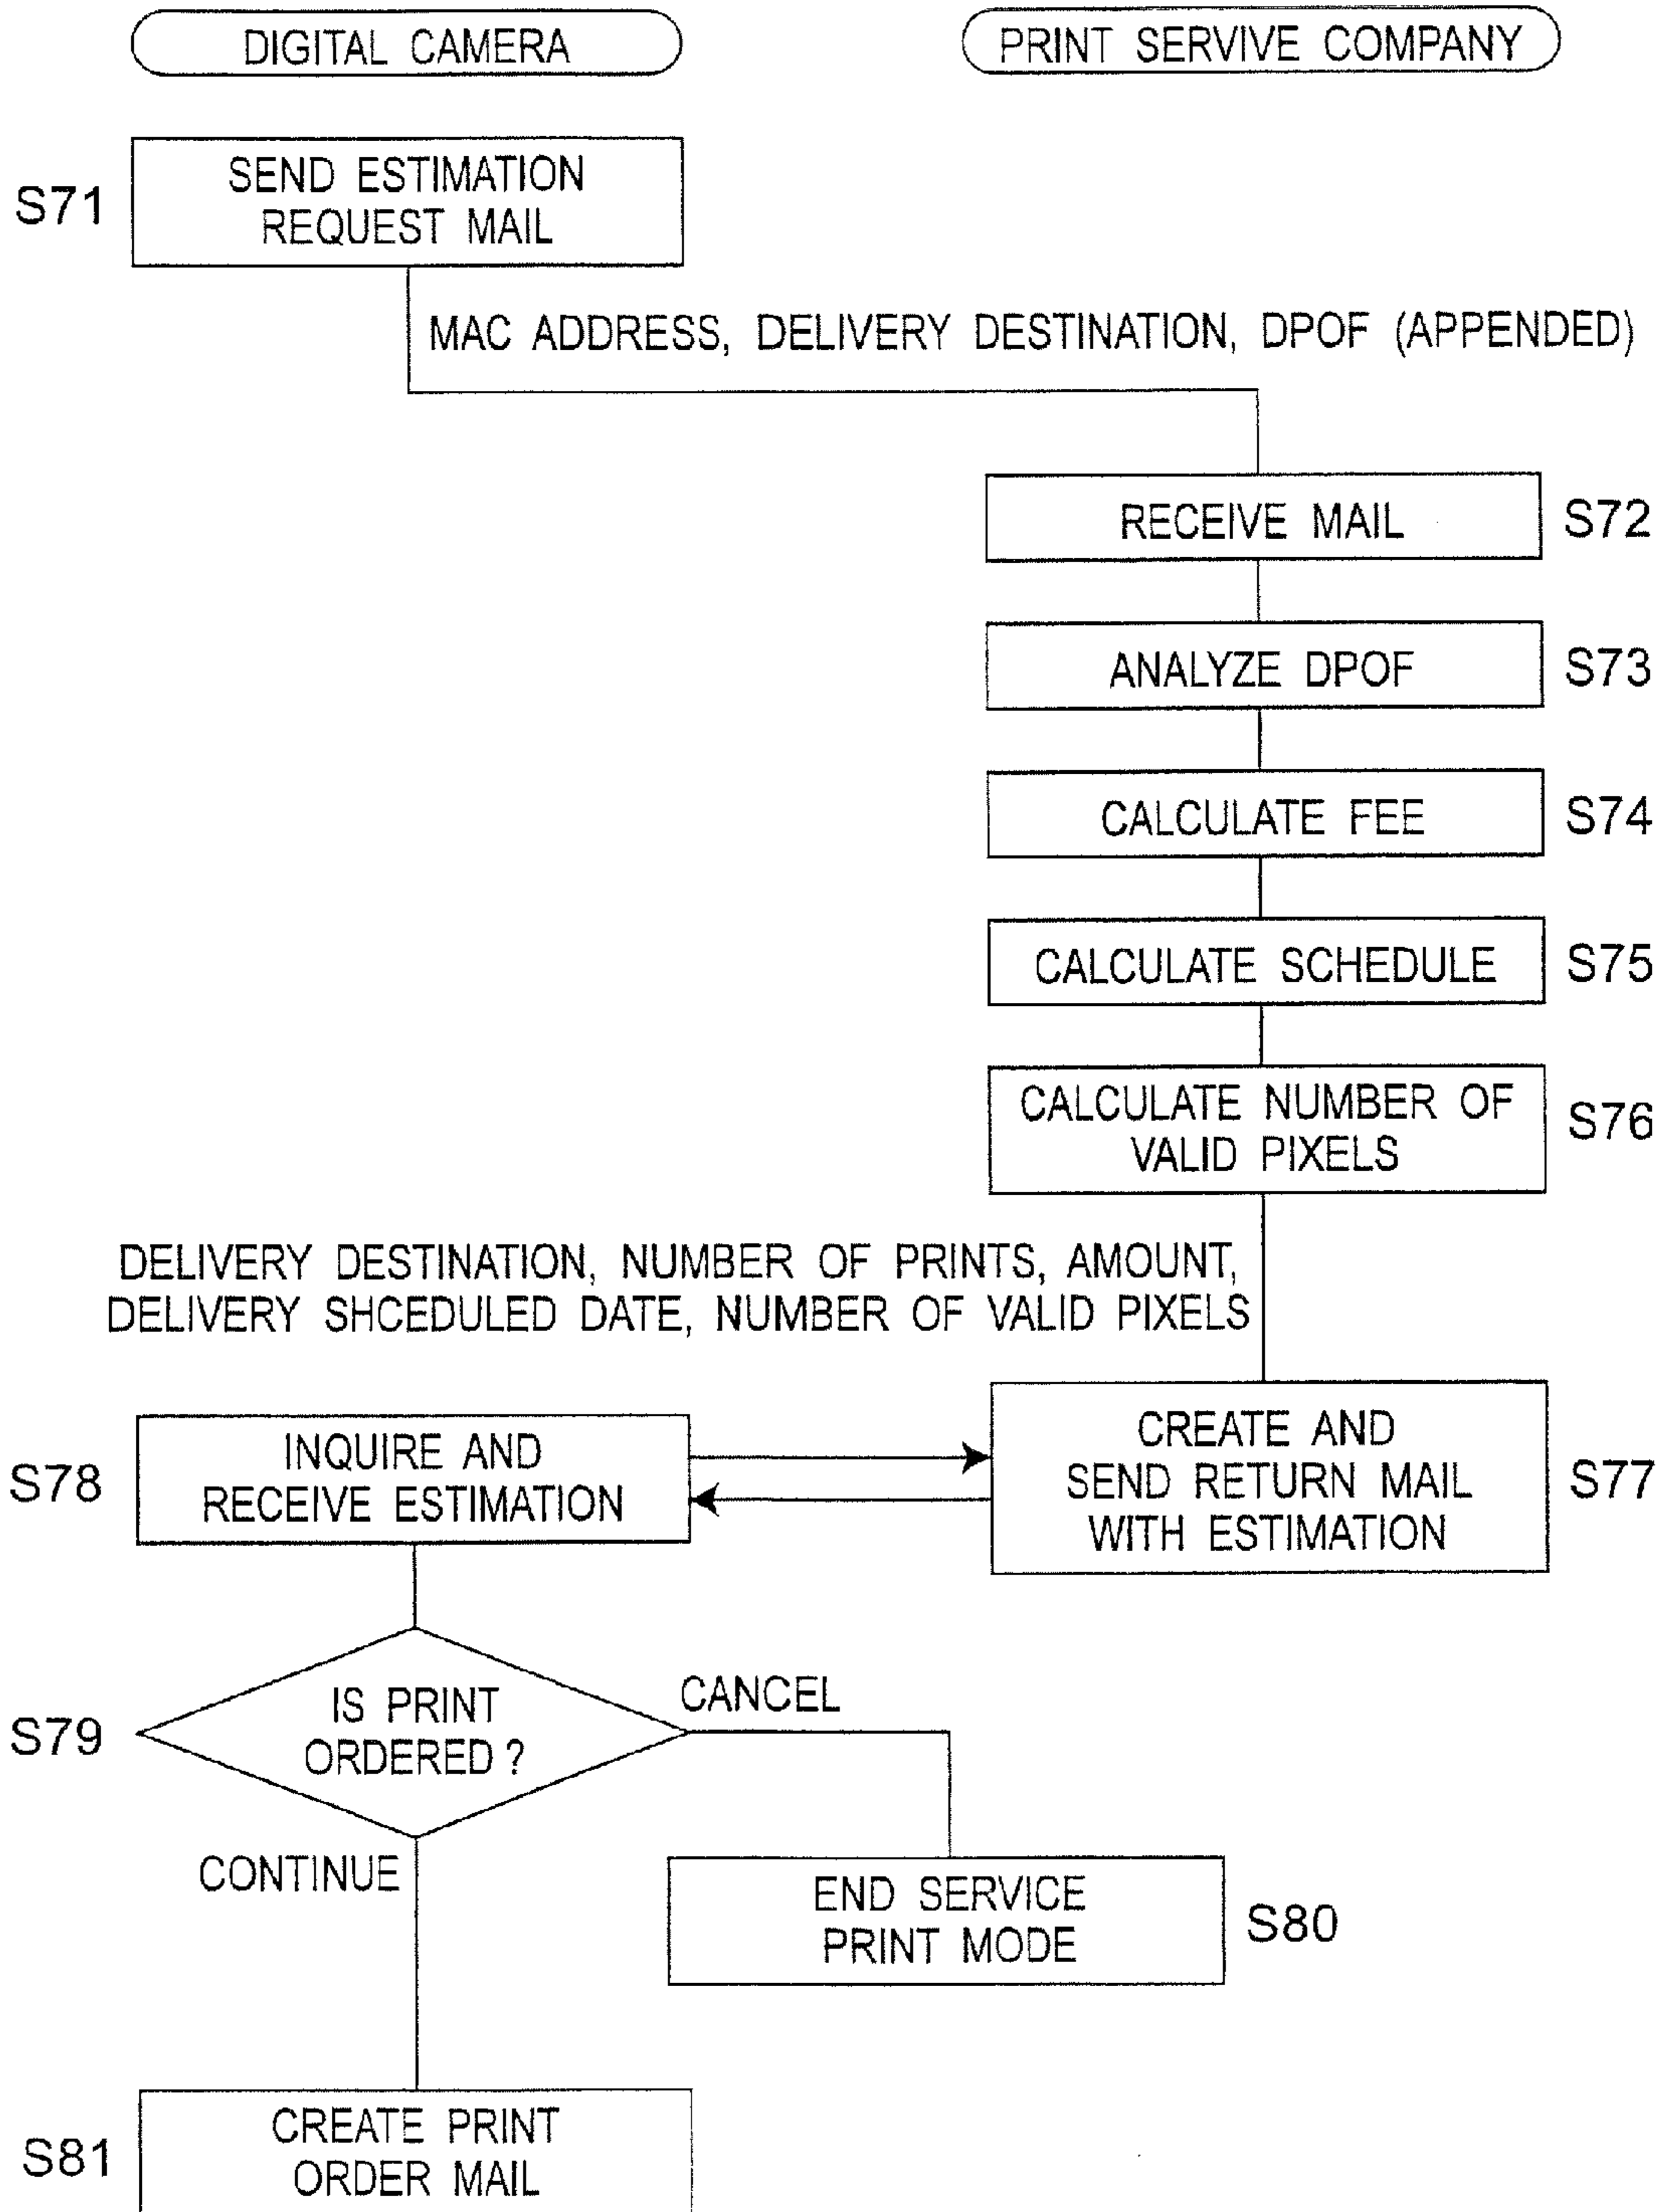 DIGITAL CAMERA
PRINT SERVIVE COMPANY
S71
SEND ESTIMATION
REQUEST MAIL
MAC ADDRESS, DELIVERY DESTINATION, DPOF (APPENDED)
RECEIVE MAIL
S72
ANALYZE DPOF
S73
CALCULATE FEE
S74
CALCULATE SCHEDULE
S75
CALCULATE NUMBER OF
VALID PIXELS
S76
DELIVERY DESTINATION, NUMBER OF PRINTS, AMOUNT,
DELIVERY SHCEDULED DATE, NUMBER OF VALID PIXELS
S78
INQUIRE AND
RECEIVE ESTIMATION
CREATE AND
SEND RETURN MAIL
WITH ESTIMATION
S77
S79
IS PRINT
ORDERED ?
CANCEL
CONTINUE
END SERVICE
PRINT MODE
S80
S81
CREATE PRINT
ORDER MAIL